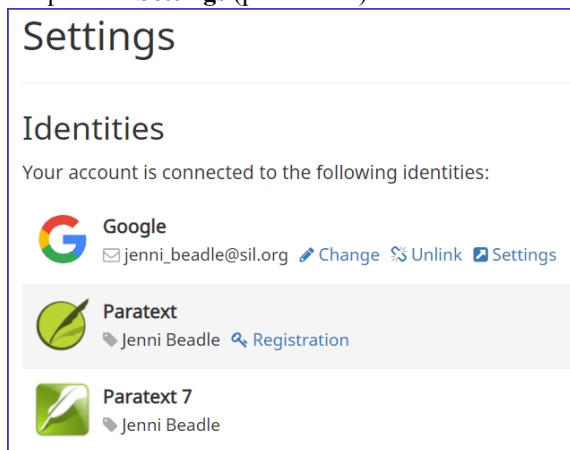 Settings
Settings
Identities
Your account is connected to the following identities:
Google
jenni_beadle@sil.org Change Unlink Settings
Paratext
Jenni Beadle Registration
Paratext 7
Jenni Beadle